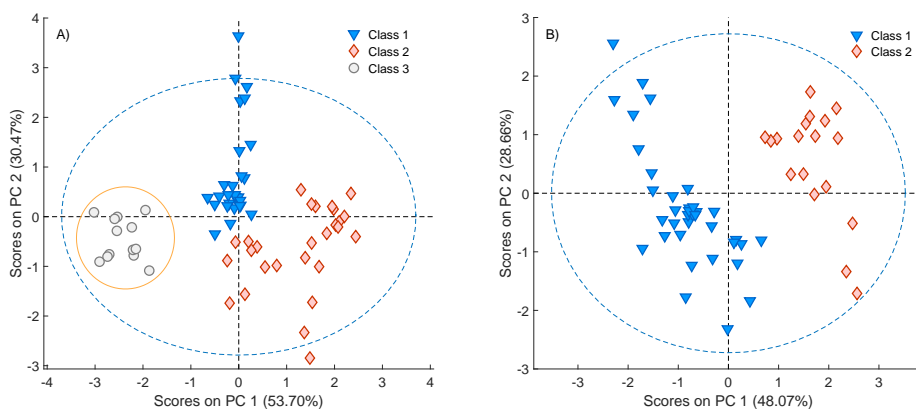 A)
Class 1
Class 2
Class 3
Scores on PC 2 (30.47%)
4
3
2
1
0
-1
-2
-3
-4 -3 -2 -1 0 1 2 3 4
Scores on PC 1 (53.70%)
B)
Class 1
Class 2
Scores on PC 2 (28.66%)
3
2
1
0
-1
-2
-3
-3 -2 -1 0 1 2 3
Scores on PC 1 (48.07%)